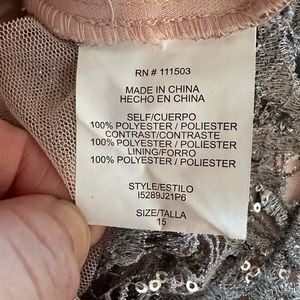 RN # 111503
MADE IN CHINA
HECHO EN CHINA
SELF/CUERPO
100% POLYESTER / POLIESTER
CONTRAST/CONTRASTE
100% POLYESTER / POLIESTER
LINING/FORRO
100% POLYESTER / POLIESTER
STYLE/ESTILO
I5289J21P6
SIZE/TALLA
15